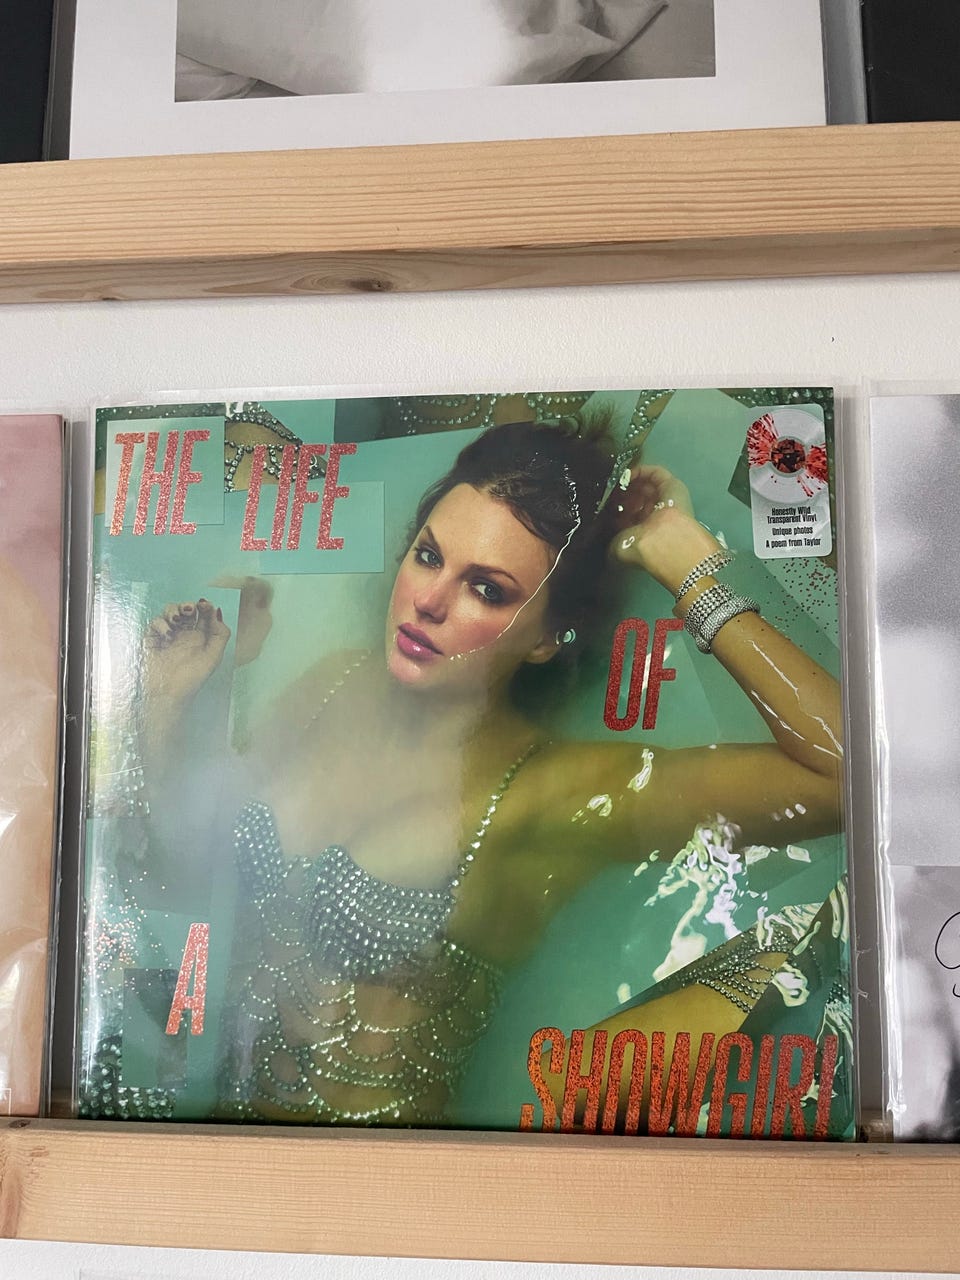 THE LIFE
OF
A
SHOWGIRL
Honestly Wild
Transparent Vinyl
Unique photos
A poem from Taylor